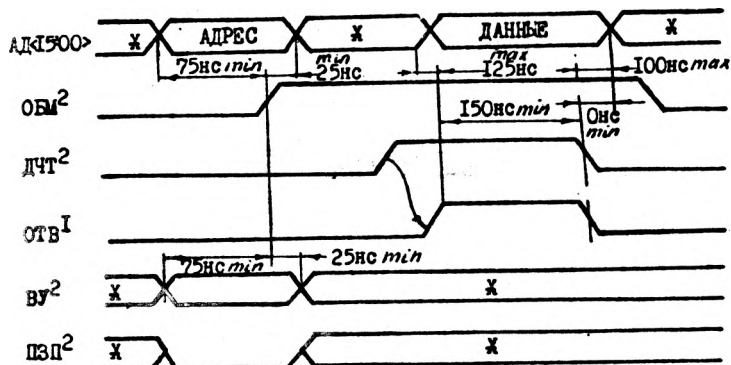 АД<15:00> X АДРЕС X ДАННЫЕ X
75нс min 25нс min 125нс max 100нс max
ОБМ²
150нс min 0нс min
ДЧТ²
ОТВ¹
75нс min 25нс min
ВУ² X X
ПЗП² X X